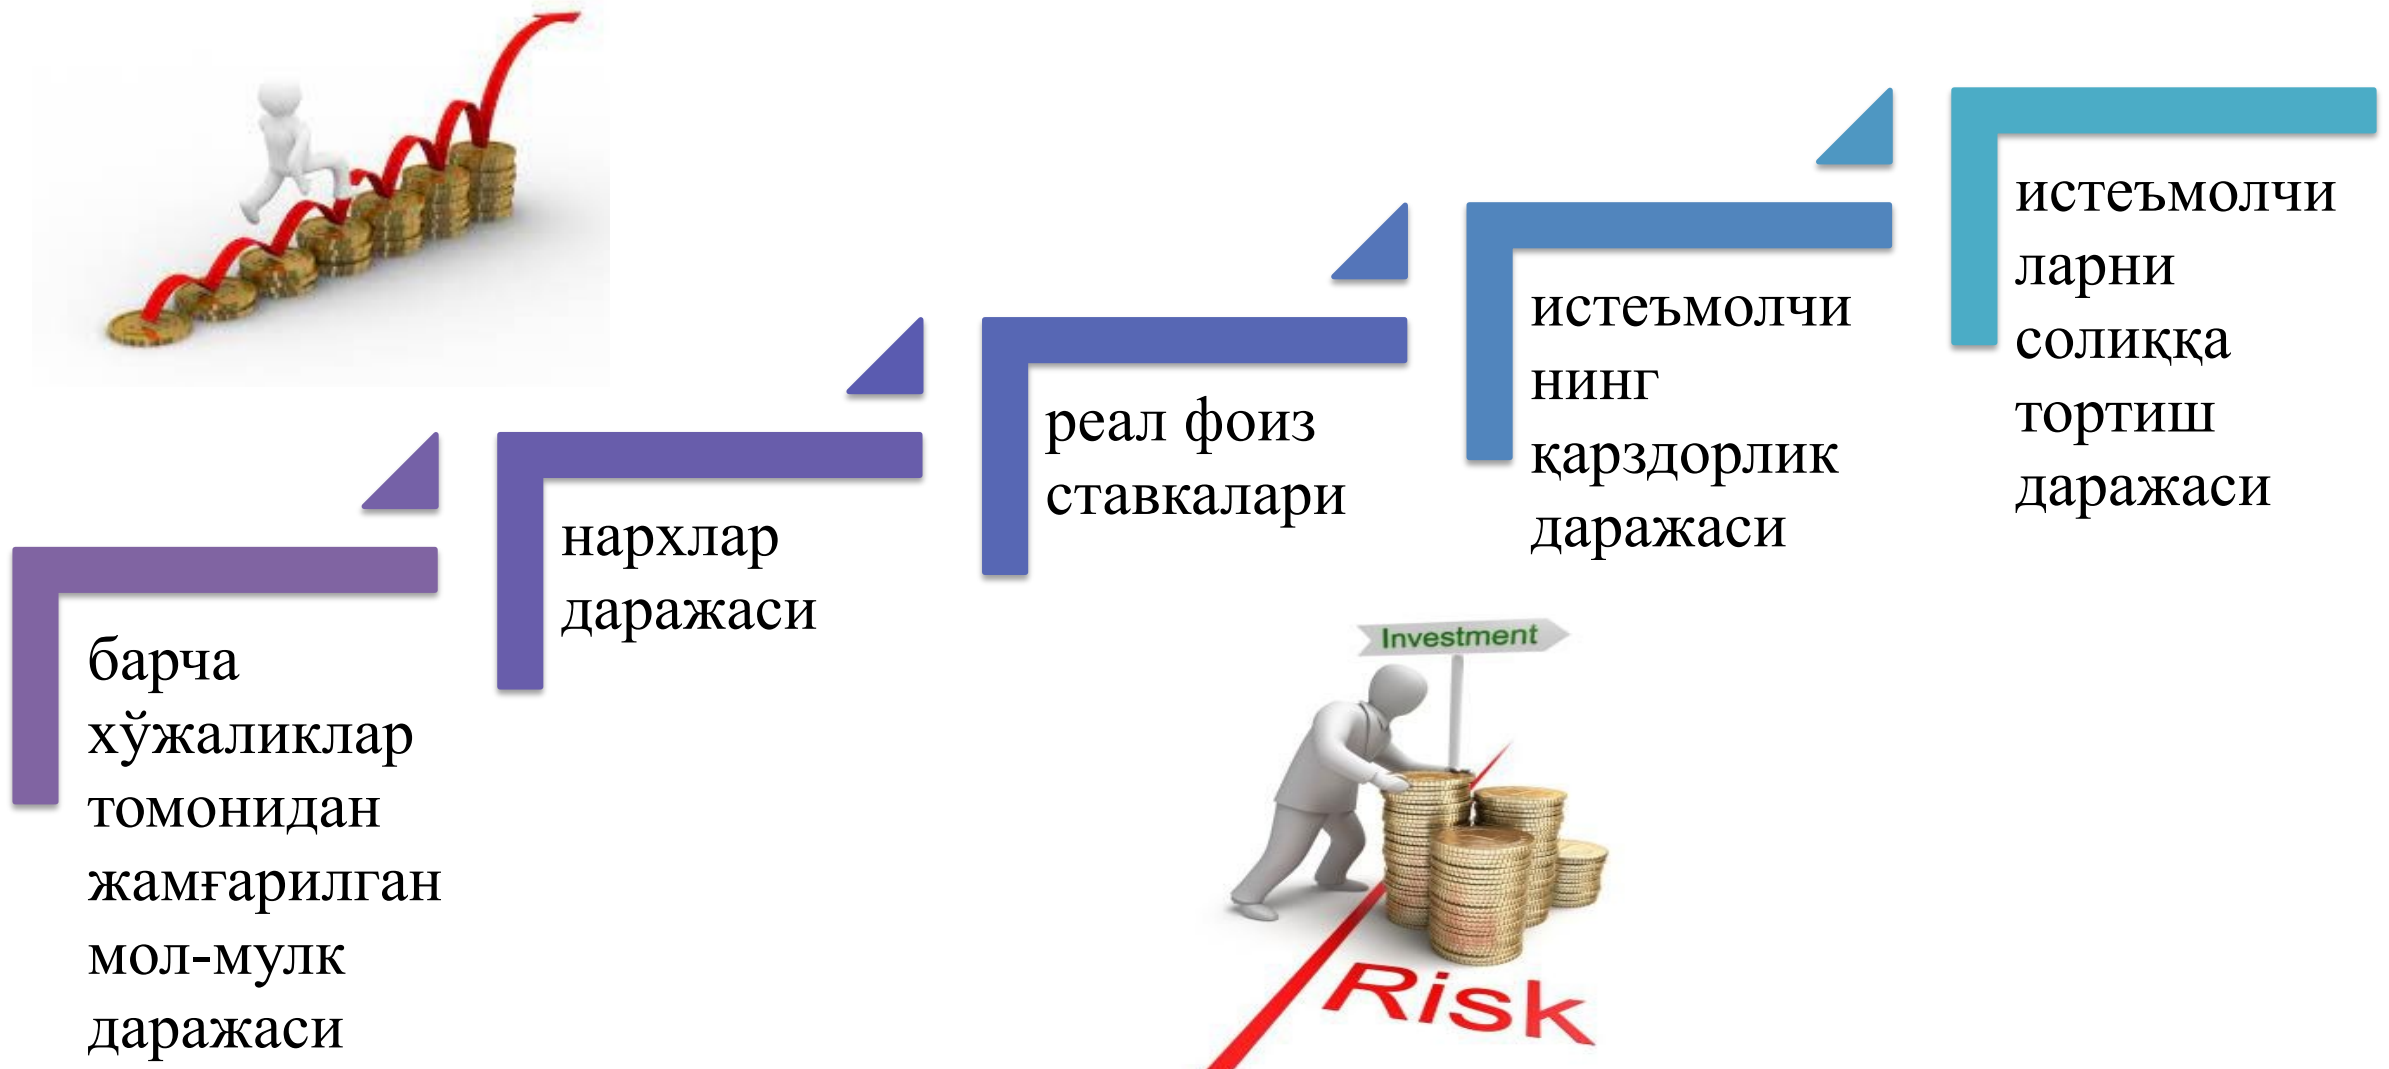 барча
хўжаликлар
томонидан
жамғарилган
мол-мулк
даражаси
нархлар
даражаси
реал фоиз
ставкалари
истеъмолчи
нинг
қарздорлик
даражаси
истеъмолчи
ларни
солиққа
тортиш
даражаси
Investment
Risk